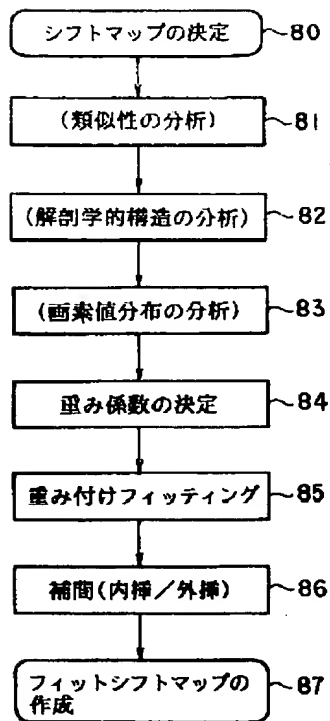 シフトマップの決定 80
(類似性の分析) 81
(解剖学的構造の分析) 82
(画素値分布の分析) 83
重み係数の決定 84
重み付けフィッティング 85
補間(内挿/外挿) 86
フィットシフトマップの
作成 87